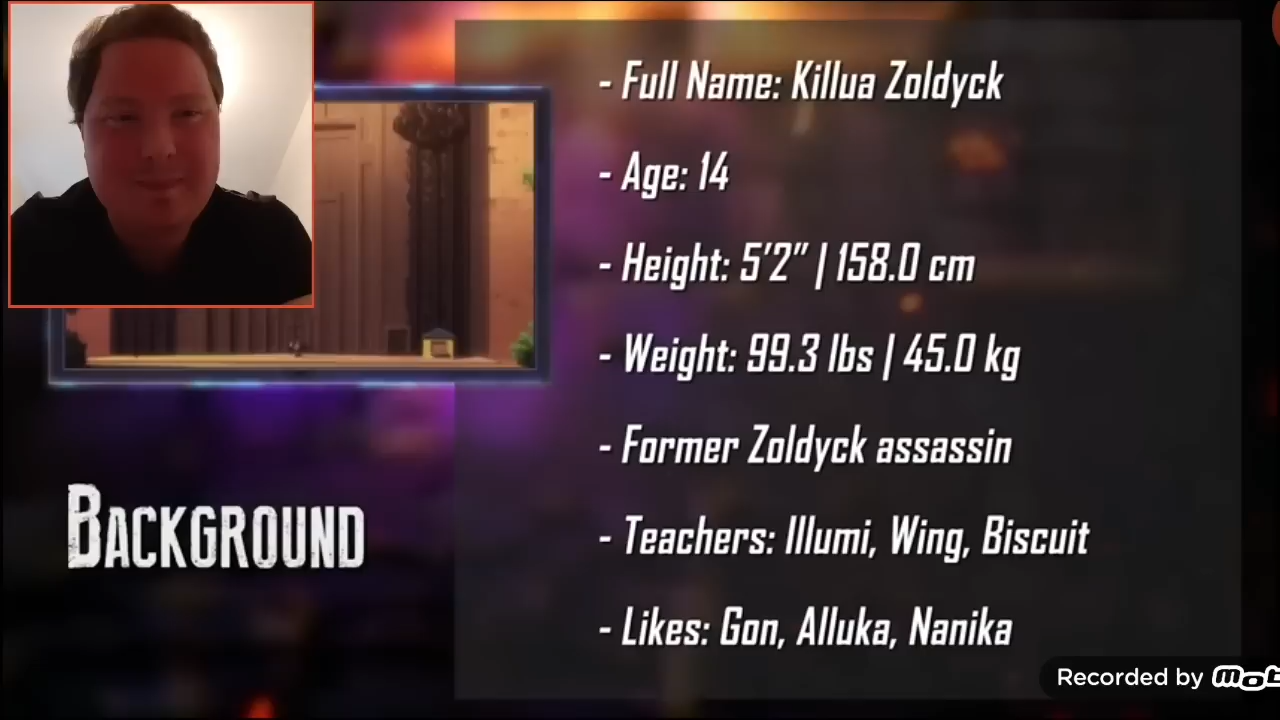 - Full Name: Killua Zoldyck
- Age: 14
- Height: 5'2" | 158.0 cm
- Weight: 99.3 lbs | 45.0 kg
- Former Zoldyck assassin
BACKGROUND
- Teachers: Illumi, Wing, Biscuit
- Likes: Gon, Alluka, Nanika
Recorded by